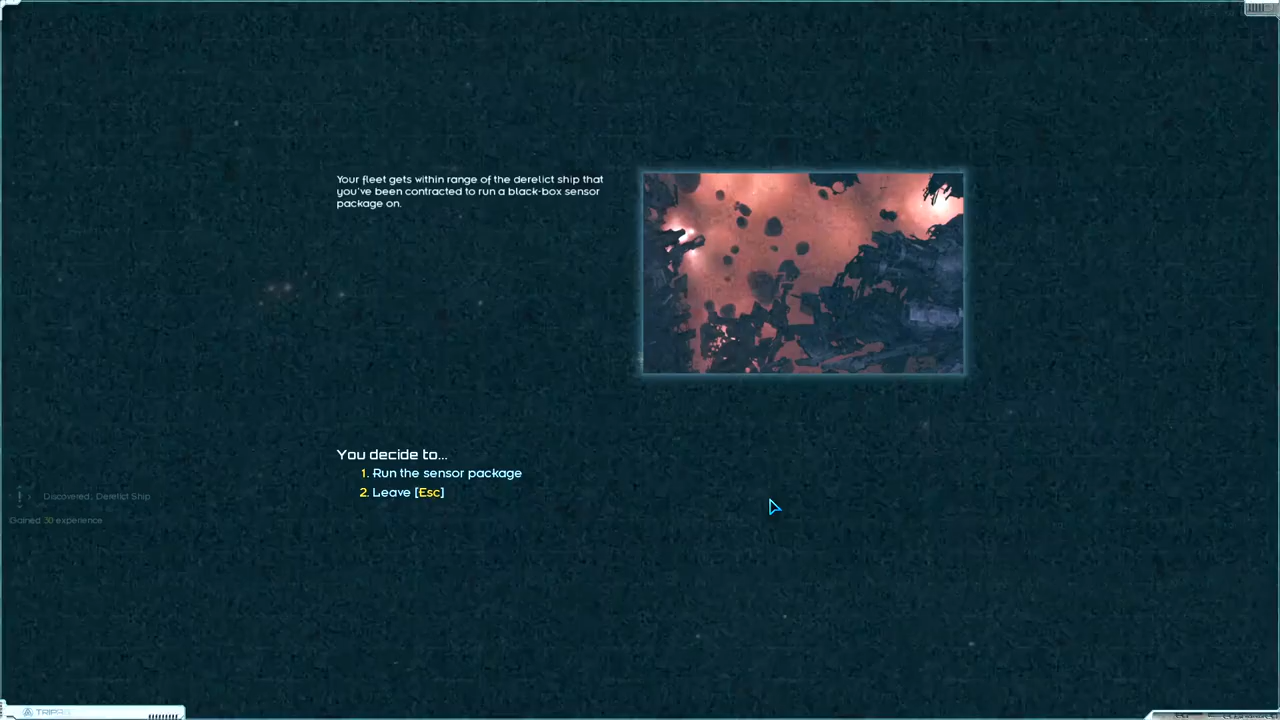 Your fleet gets within range of the derelict ship that
you've been contracted to run a black-box sensor
package on.
You decide to...
1. Run the sensor package
2. Leave [Esc]
Discovered: Derelict Ship
Gained 30 experience